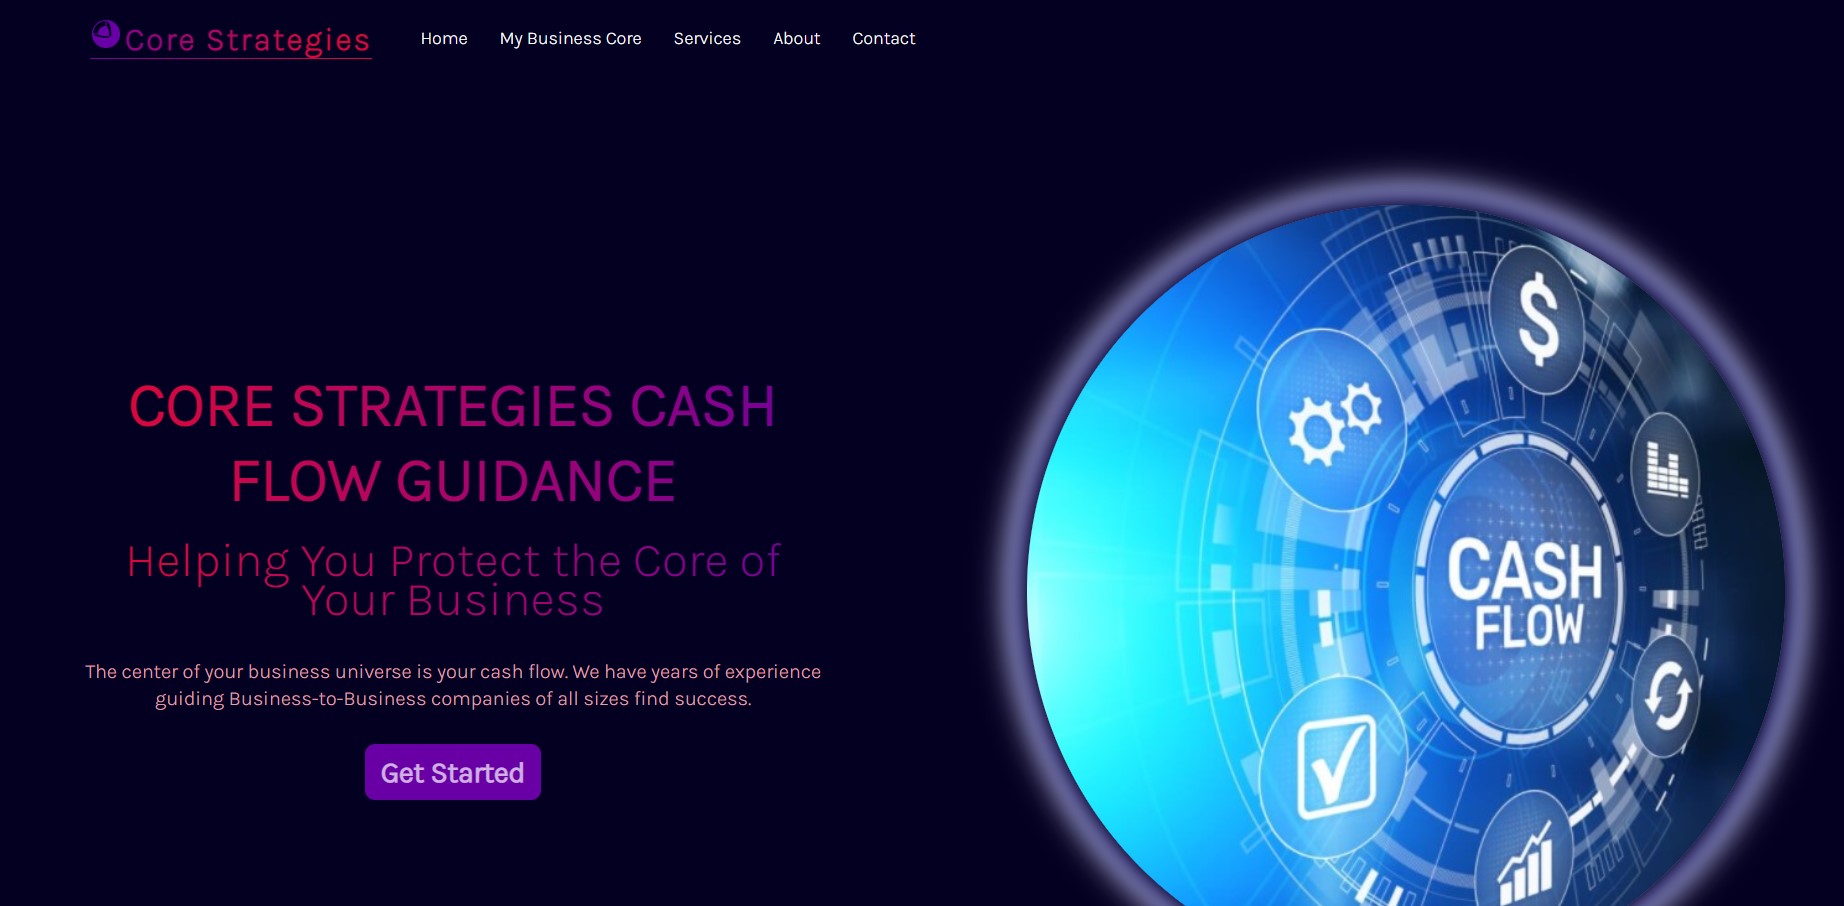 Core Strategies
Home
My Business Core
Services
About
Contact
CORE STRATEGIES CASH
FLOW GUIDANCE
Helping You Protect the Core of
Your Business
The center of your business universe is your cash flow. We have years of experience
guiding Business-to-Business companies of all sizes find success.
Get Started
$
CASH
FLOW